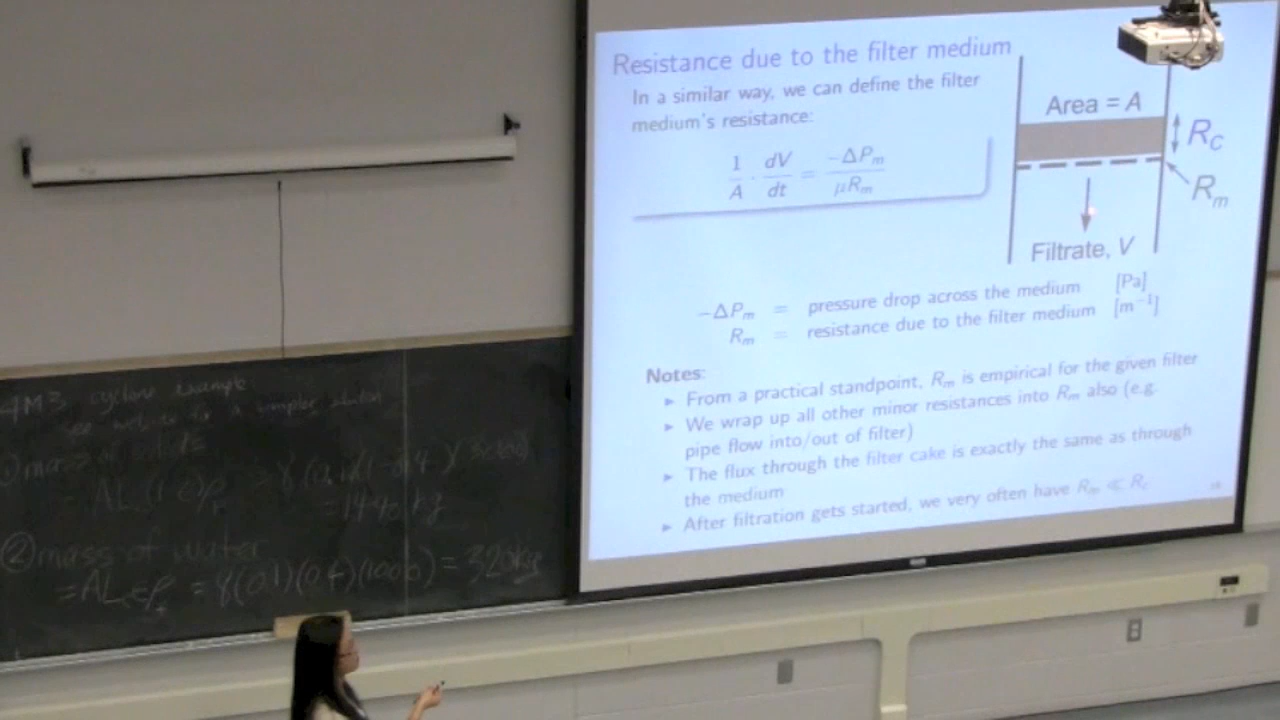 Resistance due to the filter medium
In a similar way, we can define the filter
medium's resistance:
1/A · dV/dt = −ΔPm/μRm
Area = A
Rc
Rm
Filtrate, V
−ΔPm = pressure drop across the medium [Pa]
Rm = resistance due to the filter medium [m⁻¹]
Notes:
► From a practical standpoint, Rm is empirical for the given filter
► We wrap up all other minor resistances into Rm also (e.g.
pipe flow into/out of filter)
► The flux through the filter cake is exactly the same as through
the medium
► After filtration gets started, we very often have Rm ≪ Rc
4M3 cyclone example
= 1440 kg
② mass of water
= 8(0.1)(0.4)(1000) = 320kg